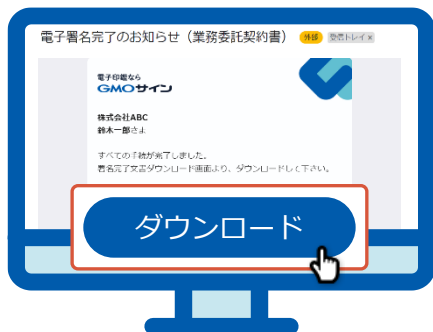 電子署名完了のお知らせ（業務委託契約書） 外部 受信トレイ ×
電子印鑑なら
GMOサイン
株式会社ABC
鈴木一郎さま
すべての手続が完了しました。
署名完了文書ダウンロード画面より、ダウンロードして下さい。
ダウンロード